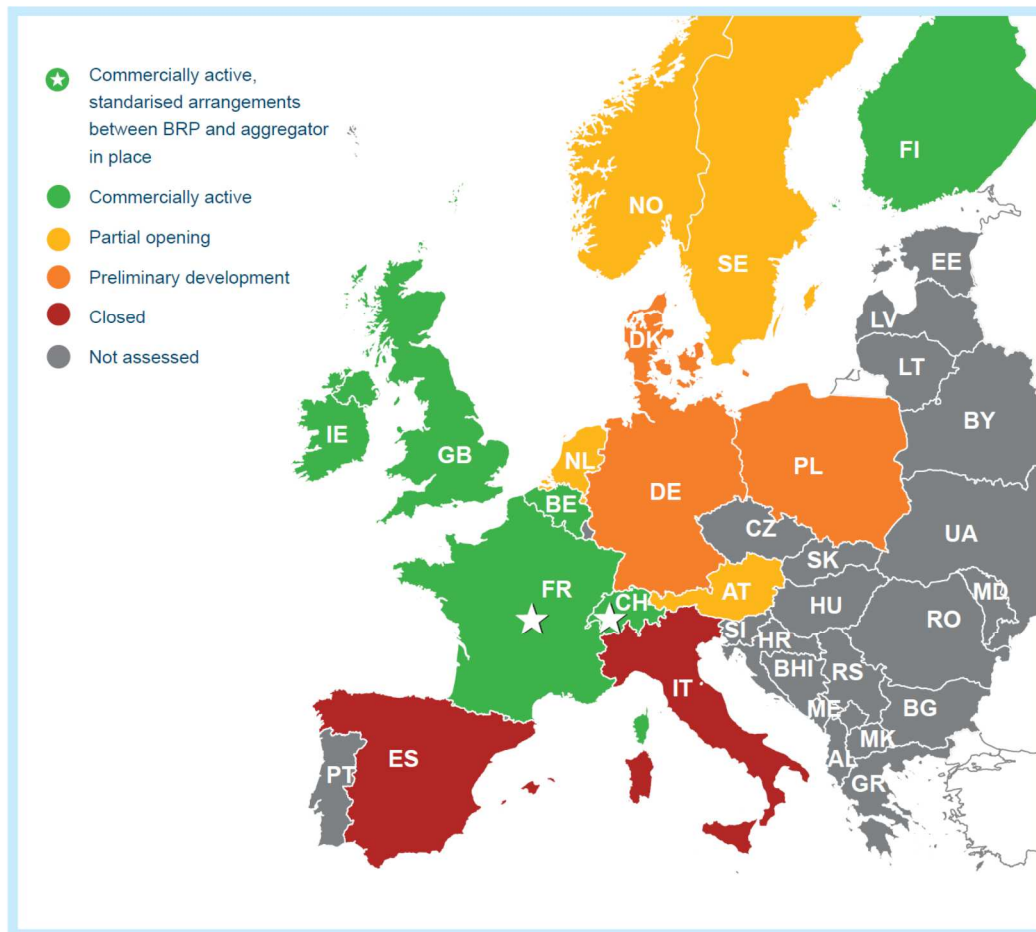 Commercially active,
standarised arrangements
between BRP and aggregator
in place
Commercially active
Partial opening
Preliminary development
Closed
Not assessed
FI
NO
SE
EE
LV
LT
DK
BY
IE
GB
NL
PL
DE
BE
CZ
UA
SK
FR
CH
AT
MD
HU
RO
SI
HR
BHI
RS
IT
ME
BG
MK
ES
PT
AL
GR